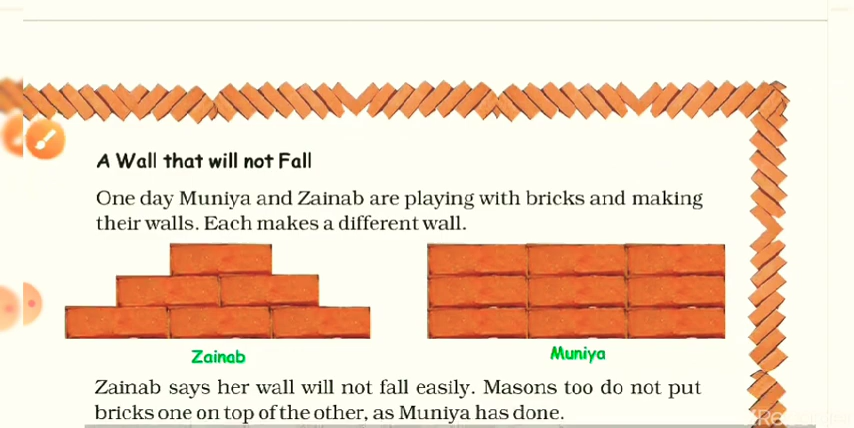 A Wall that will not Fall
One day Muniya and Zainab are playing with bricks and making
their walls. Each makes a different wall.
Zainab
Muniya
Zainab says her wall will not fall easily. Masons too do not put
bricks one on top of the other, as Muniya has done.